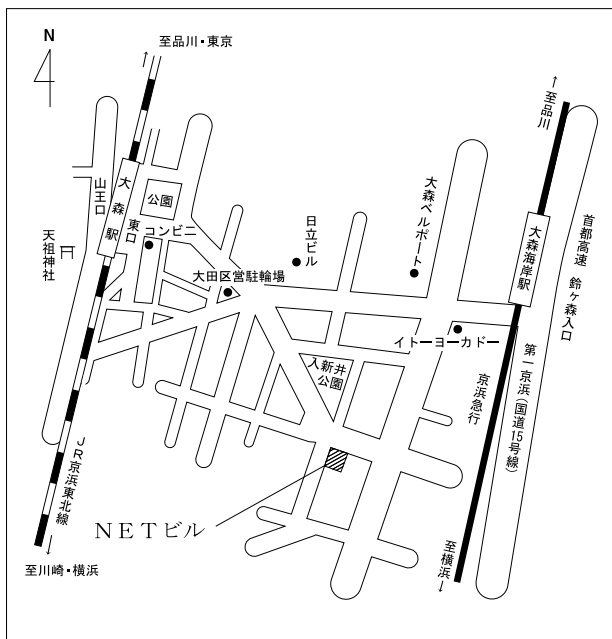 N
至品川・東京
↑
至品川
大森駅
公園
山王口
東口
コンビニ
天祖神社
日立ビル
大森ベルポート
大森海岸駅
首都高速 鈴ヶ森入口
大田区営駐輪場
イトーヨーカドー
入新井
公園
京浜急行
第一京浜(国道15号線)
JR京浜東北線
NETビル
至横浜
至川崎・横浜